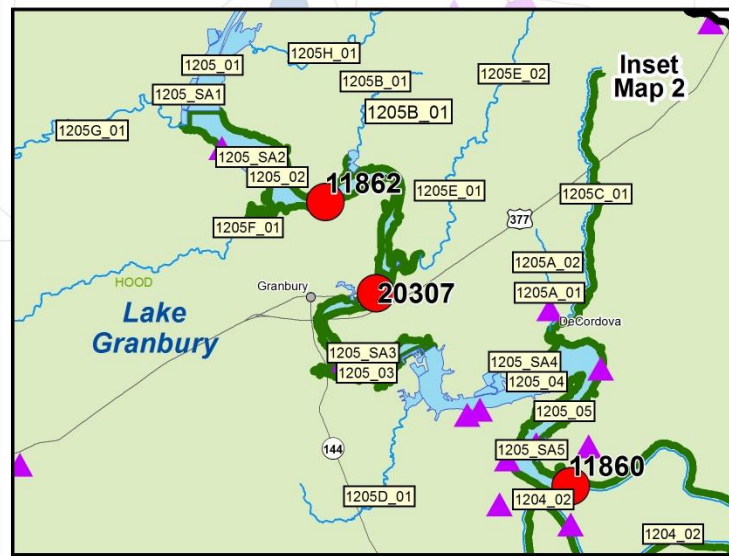 1205H_01
1205_01
1205B_01
1205E_02
Inset
Map 2
1205_SA1
1205B_01
1205G_01
1205_SA2
1205_02
11862
1205E_01
1205C_01
377
1205F_01
1205A_02
HOOD
Granbury
20307
1205A_01
Lake
Granbury
DeCordova
1205_SA3
1205_03
1205_SA4
1205_04
1205_05
144
1205_SA5
11860
1205D_01
1204_02
1204_02